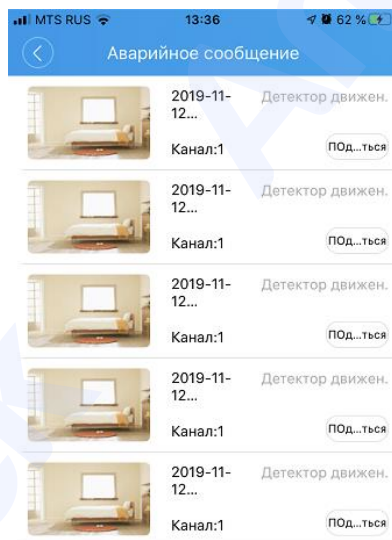 MTS RUS 13:36 62 %
Аварийное сообщение
2019-11- Детектор движен.
12...
Канал:1 ПОд...ться
2019-11- Детектор движен.
12...
Канал:1 ПОд...ться
2019-11- Детектор движен.
12...
Канал:1 ПОд...ться
2019-11- Детектор движен.
12...
Канал:1 ПОд...ться
2019-11- Детектор движен.
12...
Канал:1 ПОд...ться